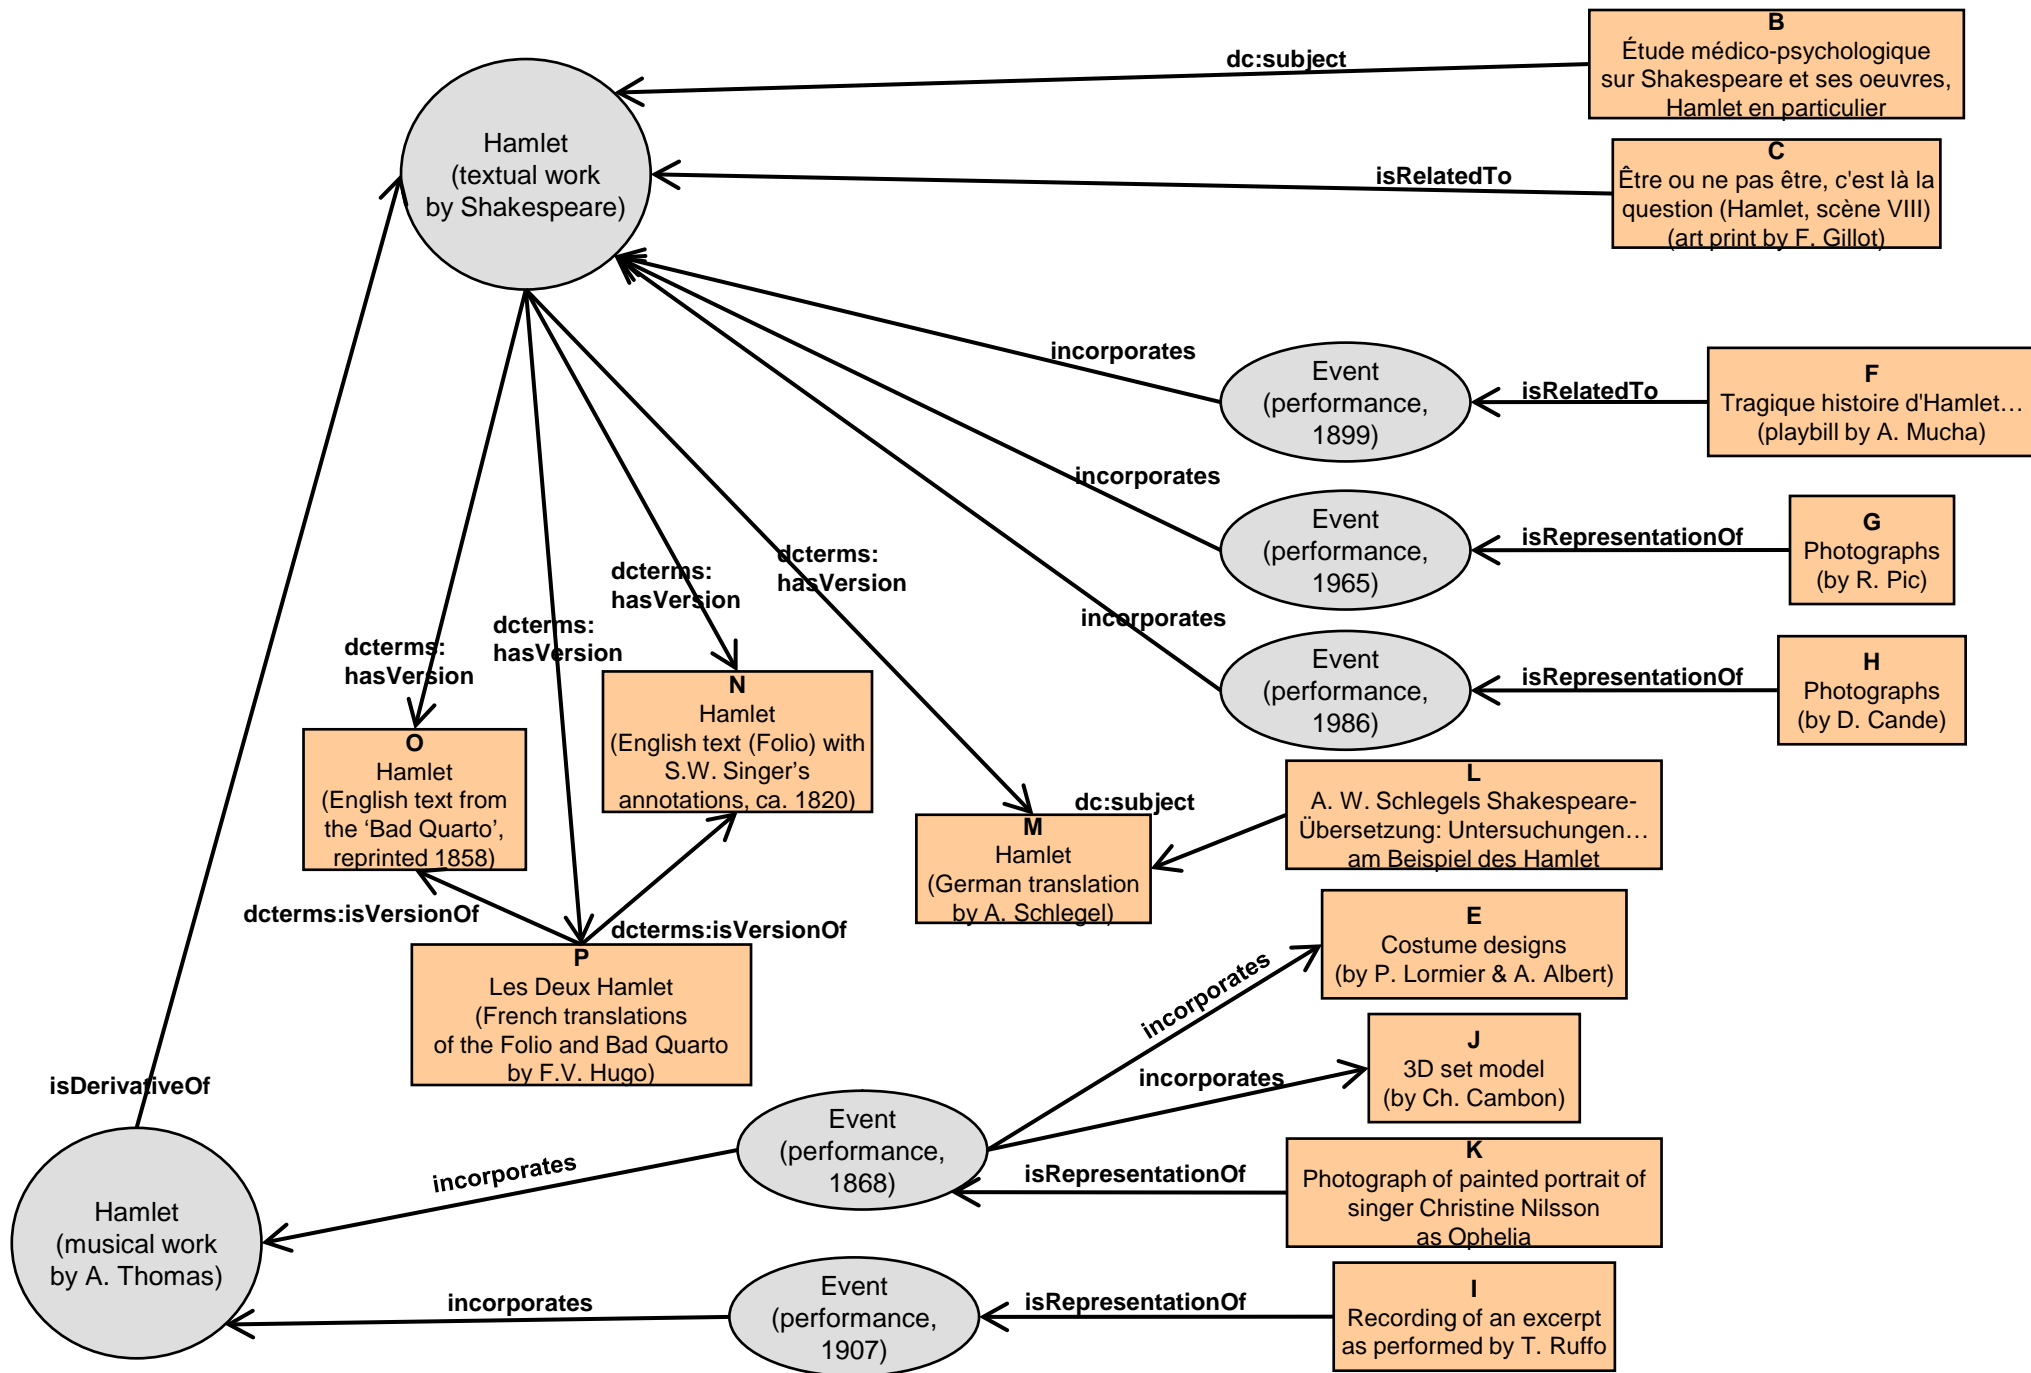 B
Étude médico-psychologique
sur Shakespeare et ses oeuvres,
Hamlet en particulier
dc:subject
Hamlet
(textual work
by Shakespeare)
C
Être ou ne pas être, c'est là la
question (Hamlet, scène VIII)
(art print by F. Gillot)
isRelatedTo
incorporates
Event
(performance,
1899)
isRelatedTo
F
Tragique histoire d'Hamlet…
(playbill by A. Mucha)
incorporates
Event
(performance,
1965)
isRepresentationOf
G
Photographs
(by R. Pic)
incorporates
Event
(performance,
1986)
isRepresentationOf
H
Photographs
(by D. Cande)
dcterms:
hasVersion
dcterms:
hasVersion
dcterms:
hasVersion
dcterms:
hasVersion
O
Hamlet
(English text from
the ‘Bad Quarto’,
reprinted 1858)
N
Hamlet
(English text (Folio) with
S.W. Singer’s
annotations, ca. 1820)
M
Hamlet
(German translation
by A. Schlegel)
dc:subject
L
A. W. Schlegels Shakespeare-
Übersetzung: Untersuchungen…
am Beispiel des Hamlet
dcterms:isVersionOf
dcterms:isVersionOf
P
Les Deux Hamlet
(French translations
of the Folio and Bad Quarto
by F.V. Hugo)
incorporates
E
Costume designs
(by P. Lormier & A. Albert)
incorporates
J
3D set model
(by Ch. Cambon)
isDerivativeOf
Hamlet
(musical work
by A. Thomas)
incorporates
Event
(performance,
1868)
isRepresentationOf
K
Photograph of painted portrait of
singer Christine Nilsson
as Ophelia
incorporates
Event
(performance,
1907)
isRepresentationOf
I
Recording of an excerpt
as performed by T. Ruffo